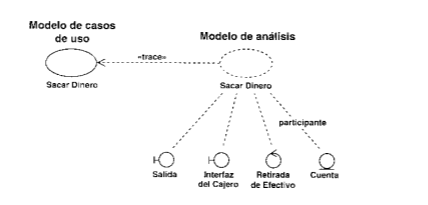 Modelo de casos
de uso
Modelo de análisis
«trace»
Sacar Dinero
Sacar Dinero
participante
Salida
Interfaz
del Cajero
Retirada
de Efectivo
Cuenta